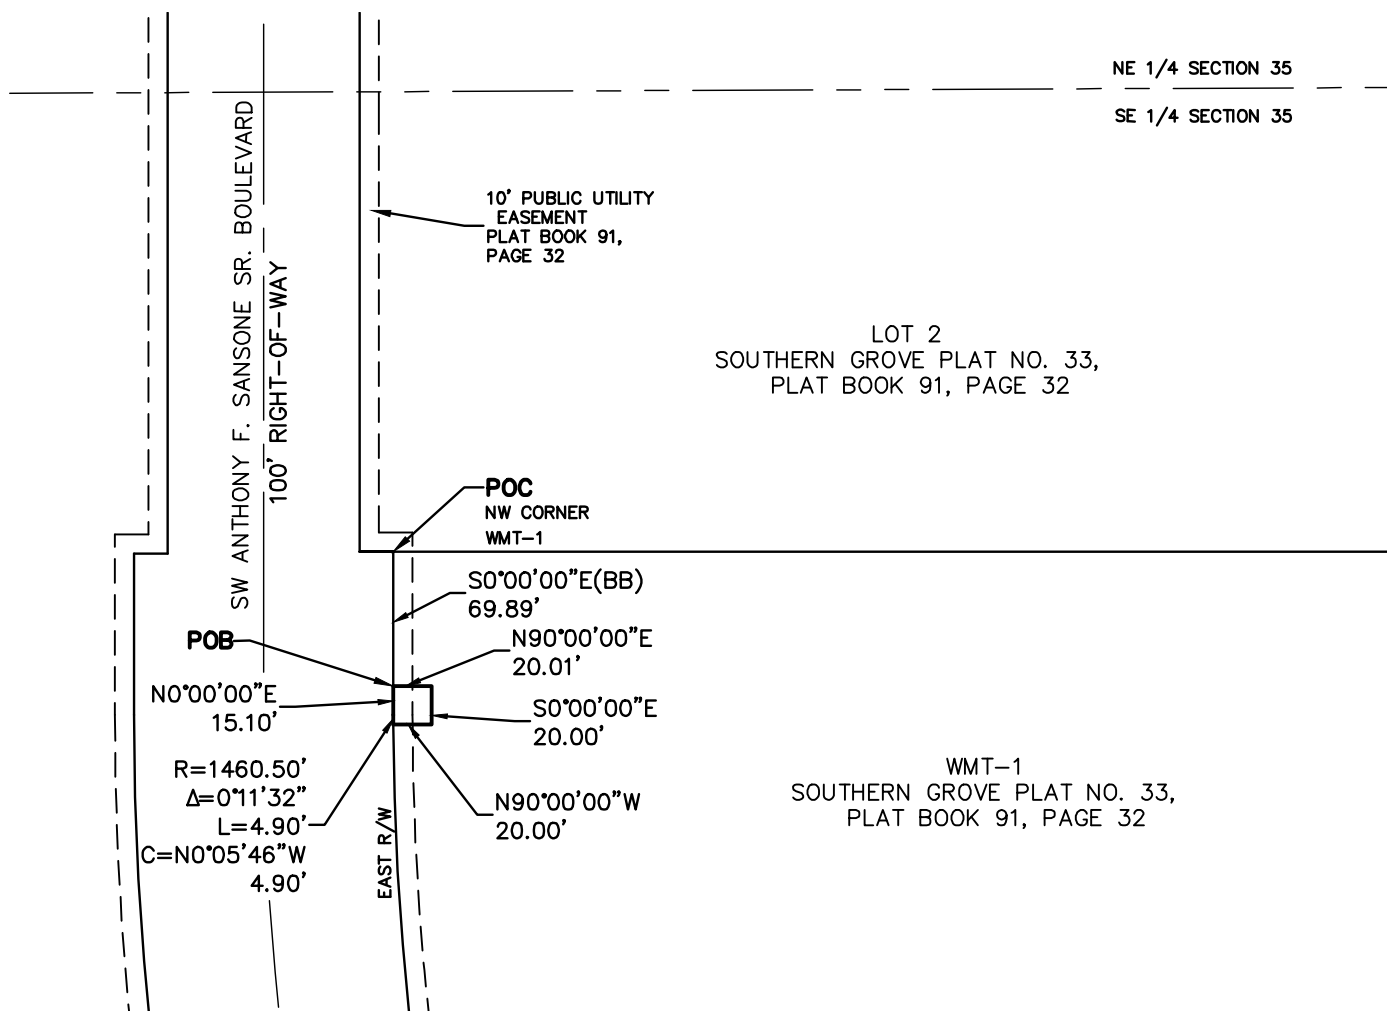 NE 1/4 SECTION 35
SE 1/4 SECTION 35
SW ANTHONY F. SANSONE SR. BOULEVARD
100' RIGHT-OF-WAY
10' PUBLIC UTILITY
EASEMENT
PLAT BOOK 91,
PAGE 32
LOT 2
SOUTHERN GROVE PLAT NO. 33,
PLAT BOOK 91, PAGE 32
POC
NW CORNER
WMT-1
S0°00'00"E(BB)
69.89'
POB
N90°00'00"E
20.01'
N0°00'00"E
15.10'
S0°00'00"E
20.00'
R=1460.50'
Δ=0°11'32"
L=4.90'
C=N0°05'46"W
4.90'
N90°00'00"W
20.00'
EAST R/W
WMT-1
SOUTHERN GROVE PLAT NO. 33,
PLAT BOOK 91, PAGE 32